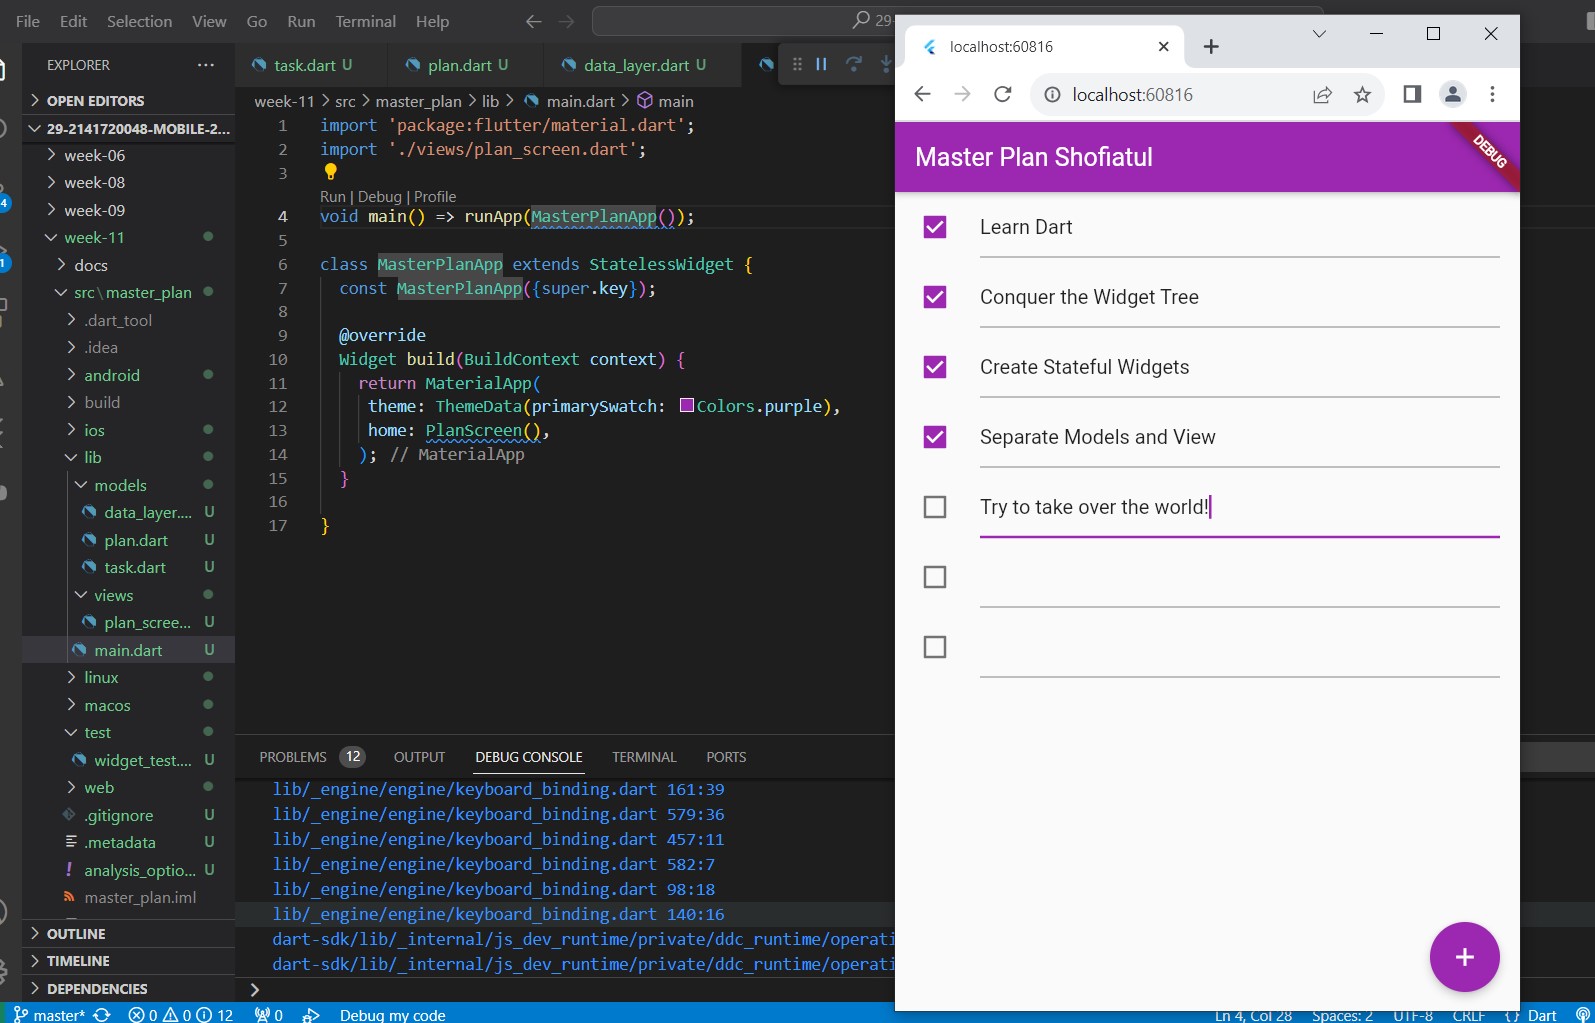 File Edit Selection View Go Run Terminal Help
29-
EXPLORER
OPEN EDITORS
29-2141720048-MOBILE-2...
week-06
week-08
week-09
week-11
docs
src\master_plan
.dart_tool
.idea
android
build
ios
lib
models
data_layer.... U
plan.dart U
task.dart U
views
plan_scree... U
main.dart U
linux
macos
test
widget_test.... U
web
.gitignore U
.metadata U
analysis_optio... U
master_plan.iml
OUTLINE
TIMELINE
DEPENDENCIES
task.dart U plan.dart U data_layer.dart U
week-11 > src > master_plan > lib > main.dart > main
1 import 'package:flutter/material.dart';
2 import './views/plan_screen.dart';
3
Run | Debug | Profile
4 void main() => runApp(MasterPlanApp());
5
6 class MasterPlanApp extends StatelessWidget {
7 const MasterPlanApp({super.key});
8
9 @override
10 Widget build(BuildContext context) {
11 return MaterialApp(
12 theme: ThemeData(primarySwatch: Colors.purple),
13 home: PlanScreen(),
14 ); // MaterialApp
15 }
16
17 }
PROBLEMS 12 OUTPUT DEBUG CONSOLE TERMINAL PORTS
lib/_engine/engine/keyboard_binding.dart 161:39
lib/_engine/engine/keyboard_binding.dart 579:36
lib/_engine/engine/keyboard_binding.dart 457:11
lib/_engine/engine/keyboard_binding.dart 582:7
lib/_engine/engine/keyboard_binding.dart 98:18
lib/_engine/engine/keyboard_binding.dart 140:16
dart-sdk/lib/_internal/js_dev_runtime/private/ddc_runtime/operati
dart-sdk/lib/_internal/js_dev_runtime/private/ddc_runtime/operati
>
localhost:60816
localhost:60816
Master Plan Shofiatul
DEBUG
Learn Dart
Conquer the Widget Tree
Create Stateful Widgets
Separate Models and View
Try to take over the world!
+
4
1
master* 0 0 12 0 Debug my code Ln 4, Col 28 Spaces: 2 UTF-8 CRLF {} Dart